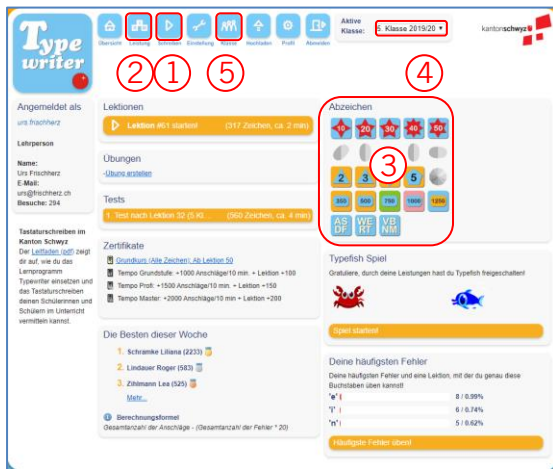 Type
writer
Übersicht
Leistung
Schreiben
Einstellung
Klasse
Hochladen
Profil
Abmelden
Aktive
Klasse:
5. Klasse 2019/20
kantonschwyz
2
1
5
4
Angemeldet als
urs.frischherz
Lehrperson
Name:
Urs Frischherz
E-Mail:
urs@frischherz.ch
Besuche: 294
Tastaturschreiben im
Kanton Schwyz
Der Leitfaden (pdf) zeigt
dir auf, wie du das
Lernprogramm
Typewriter einsetzen und
das Tastaturschreiben
deinen Schülerinnen und
Schülern im Unterricht
vermitteln kannst.
Lektionen
Lektion #61 starten! (317 Zeichen, ca. 2 min)
Übungen
-Übung erstellen
Tests
1. Test nach Lektion 32 (5 Kl... (560 Zeichen, ca. 4 min)
Zertifikate
Grundkurs (Alle Zeichen): Ab Lektion 50
Tempo Grundstufe: +1000 Anschläge/10 min. + Lektion +100
Tempo Profi: +1500 Anschläge/10 min. + Lektion +150
Tempo Master: +2000 Anschläge/10 min + Lektion +200
Die Besten dieser Woche
1. Schramke Liliana (2233)
2. Lindauer Roger (583)
3. Zihlmann Lea (525)
Mehr...
Berechnungsformel
Gesamtanzahl der Anschläge - (Gesamtanzahl der Fehler * 20)
Abzeichen
10 20 30 40 50
3
2 3 5
350 500 750 1000 1250
AS DF WE RT VB NM
Typefish Spiel
Gratuliere, durch deine Leistungen hast du Typefish freigeschalten!
Spiel starten!
Deine häufigsten Fehler
Deine häufigsten Fehler und eine Lektion, mit der du genau diese
Buchstaben üben kannst!
'e' 8 / 0.99%
'i' 6 / 0.74%
'n' 5 / 0.62%
Häufigste Fehler üben!